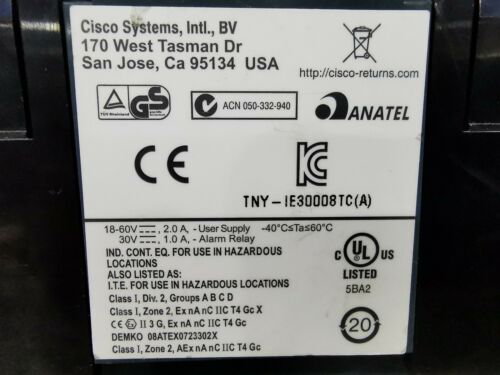 Cisco Systems, Intl., BV
170 West Tasman Dr
San Jose, Ca 95134 USA
http://cisco-returns.com
TÜV Rheinland
GS
ACN 050-332-940
ANATEL
CE
KC
TNY-IE30008TC(A)
18-60V, 2.0 A, - User Supply -40°C≤Ta≤60°C
30V, 1.0 A, - Alarm Relay
IND. CONT. EQ. FOR USE IN HAZARDOUS
LOCATIONS
ALSO LISTED AS:
I.T.E. FOR USE IN HAZARDOUS LOCATIONS
Class I, Div. 2, Groups A B C D
Class I, Zone 2, Ex nA nC IIC T4 Gc X
Ex II 3 G, Ex nA nC IIC T4 Gc
DEMKO 08ATEX0723302X
Class I, Zone 2, AEx nA nC IIC T4 Gc
C UL US
LISTED
5BA2
20